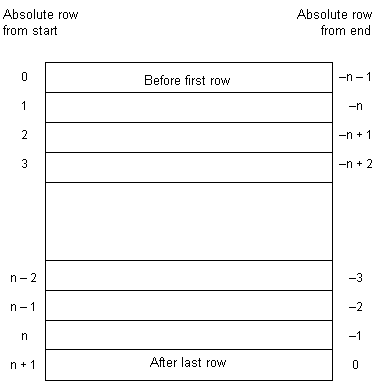 Absolute row
from start
Absolute row
from end
0 Before first row –n – 1
1 –n
2 –n + 1
3 –n + 2
n – 2 –3
n – 1 –2
n –1
n + 1 After last row 0